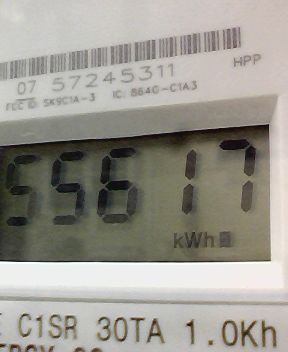 HPP
07 57245311
FCC ID: SK9C1A-3 IC: 864G-C1A3
55617
kWh
C1SR 30TA 1.0Kh